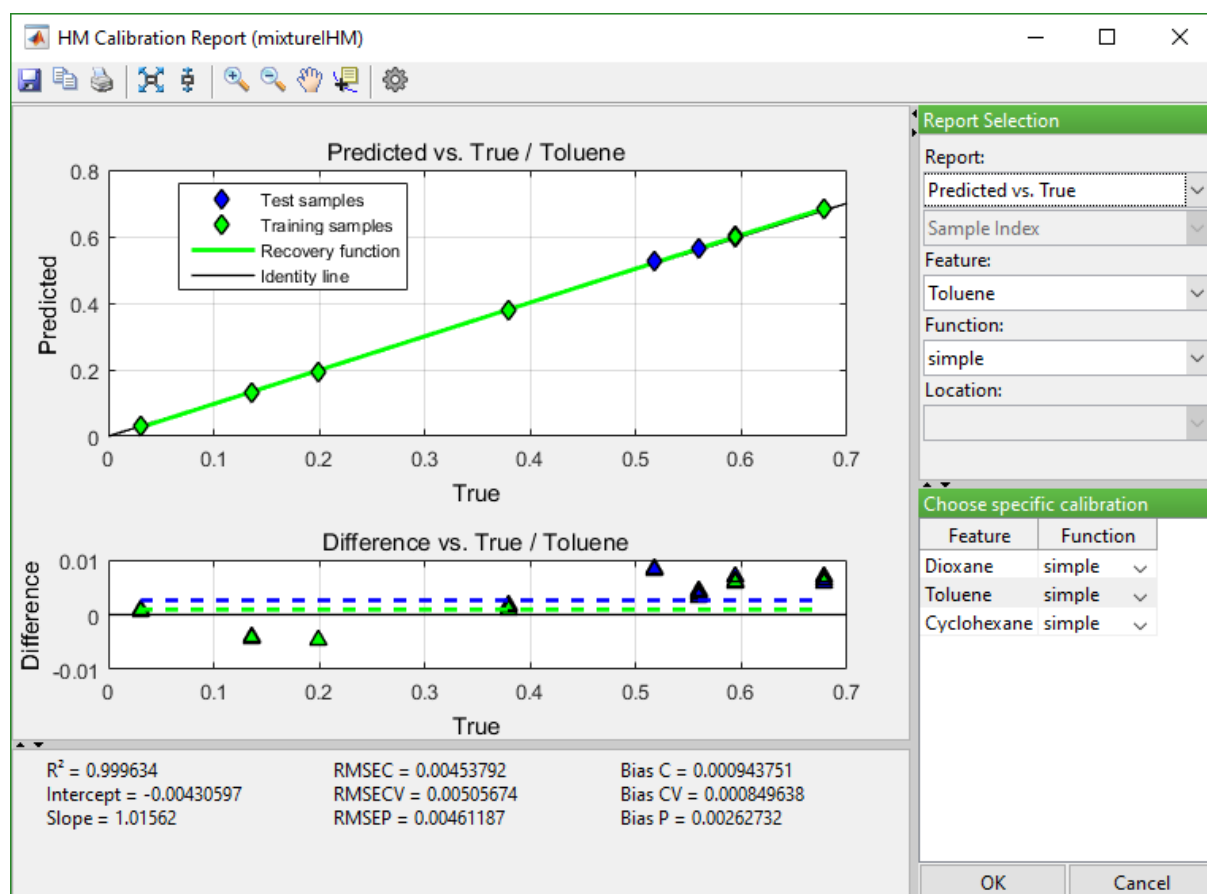 HM Calibration Report (mixture|HM)
Predicted vs. True / Toluene
0.8
0.6
0.4
0.2
0
Predicted
Test samples
Training samples
Recovery function
Identity line
0 0.1 0.2 0.3 0.4 0.5 0.6 0.7
True
Difference vs. True / Toluene
0.01
0
-0.01
Difference
0 0.1 0.2 0.3 0.4 0.5 0.6 0.7
True
R² = 0.999634
Intercept = -0.00430597
Slope = 1.01562
RMSEC = 0.00453792
RMSECV = 0.00505674
RMSEP = 0.00461187
Bias C = 0.000943751
Bias CV = 0.000849638
Bias P = 0.00262732
Report Selection
Report:
Predicted vs. True
Sample Index
Feature:
Toluene
Function:
simple
Location:
Choose specific calibration
Feature Function
Dioxane simple
Toluene simple
Cyclohexane simple
OK Cancel